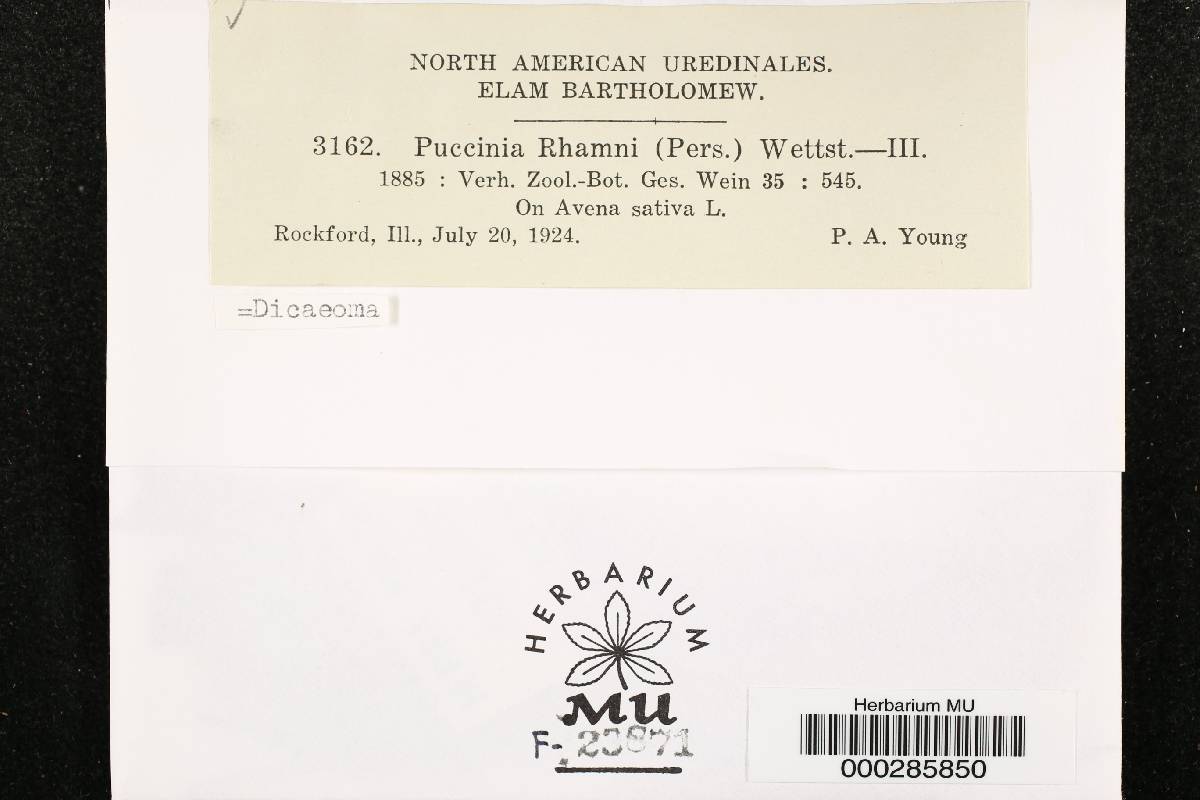 NORTH AMERICAN UREDINALES.
ELAM BARTHOLOMEW.
3162. Puccinia Rhamni (Pers.) Wettst.—III.
1885 : Verh. Zool.-Bot. Ges. Wein 35 : 545.
On Avena sativa L.
Rockford, Ill., July 20, 1924. P. A. Young
=Dicaeoma
HERBARIUM
MU
F- 23871
Herbarium MU
000285850